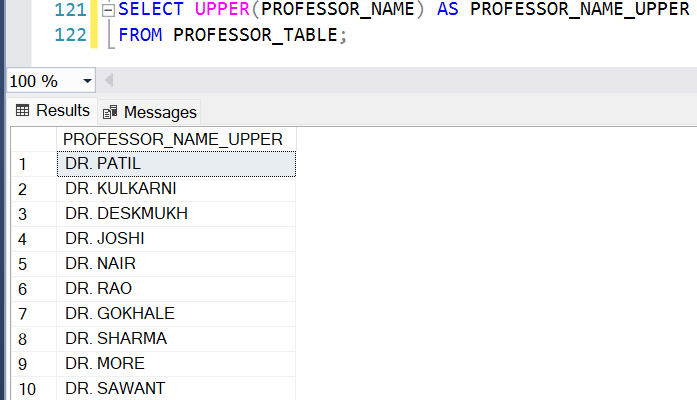 121 SELECT UPPER(PROFESSOR_NAME) AS PROFESSOR_NAME_UPPER
122 FROM PROFESSOR_TABLE;
100 %
Results Messages
PROFESSOR_NAME_UPPER
1 DR. PATIL
2 DR. KULKARNI
3 DR. DESKMUKH
4 DR. JOSHI
5 DR. NAIR
6 DR. RAO
7 DR. GOKHALE
8 DR. SHARMA
9 DR. MORE
10 DR. SAWANT